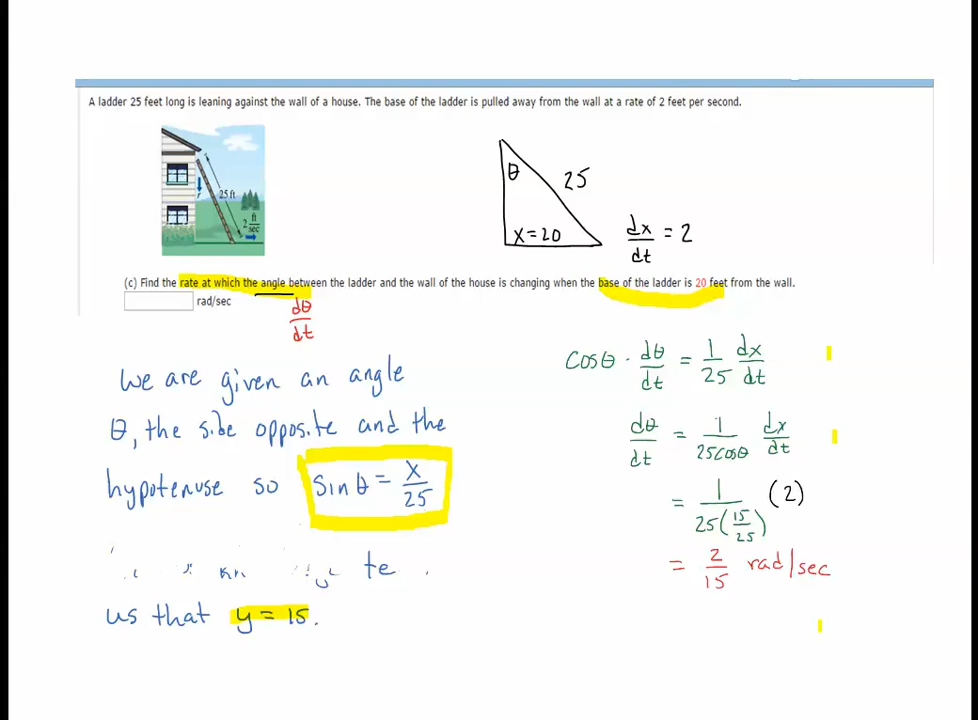 A ladder 25 feet long is leaning against the wall of a house. The base of the ladder is pulled away from the wall at a rate of 2 feet per second.
r
25 ft
2 ft/sec
θ
25
x=20
dx/dt = 2
(c) Find the rate at which the angle between the ladder and the wall of the house is changing when the base of the ladder is 20 feet from the wall.
rad/sec
dθ/dt
We are given an angle
θ, the side opposite and the
hypotenuse so sinθ = x/25
us that y = 15.
cosθ · dθ/dt = 1/25 dx/dt
dθ/dt = 1/(25cosθ) dx/dt
= 1/(25(15/25)) (2)
= 2/15 rad/sec